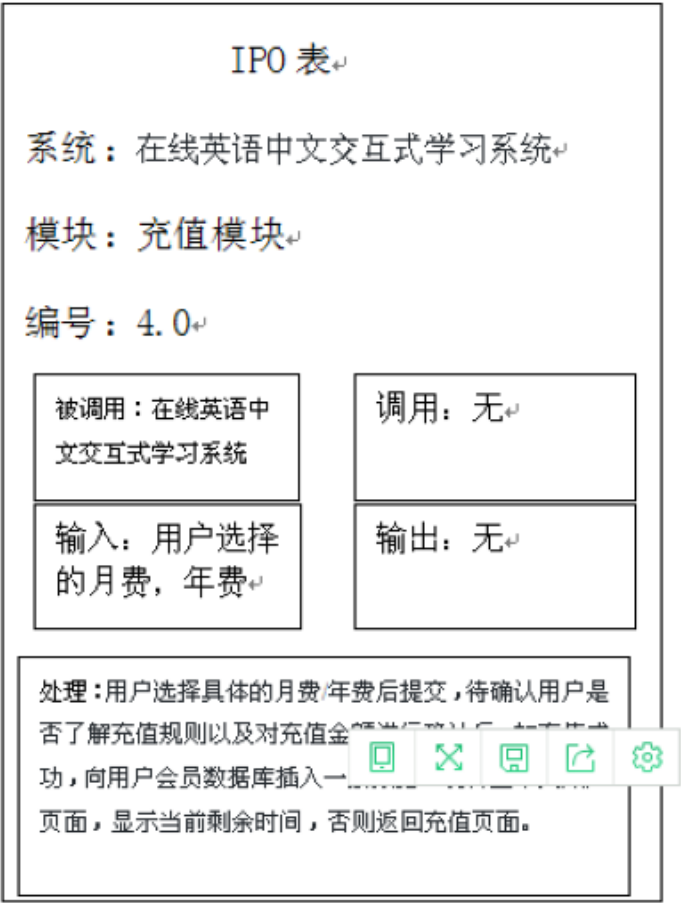 IPO 表
系统：在线英语中文交互式学习系统
模块：充值模块
编号：4.0
被调用：在线英语中
文交互式学习系统
调用：无
输入：用户选择
的月费，年费
输出：无
处理：用户选择具体的月费/年费后提交，待确认用户是
否了解充值规则以及对充值金
功，向用户会员数据库插入一
页面，显示当前剩余时间，否则返回充值页面。